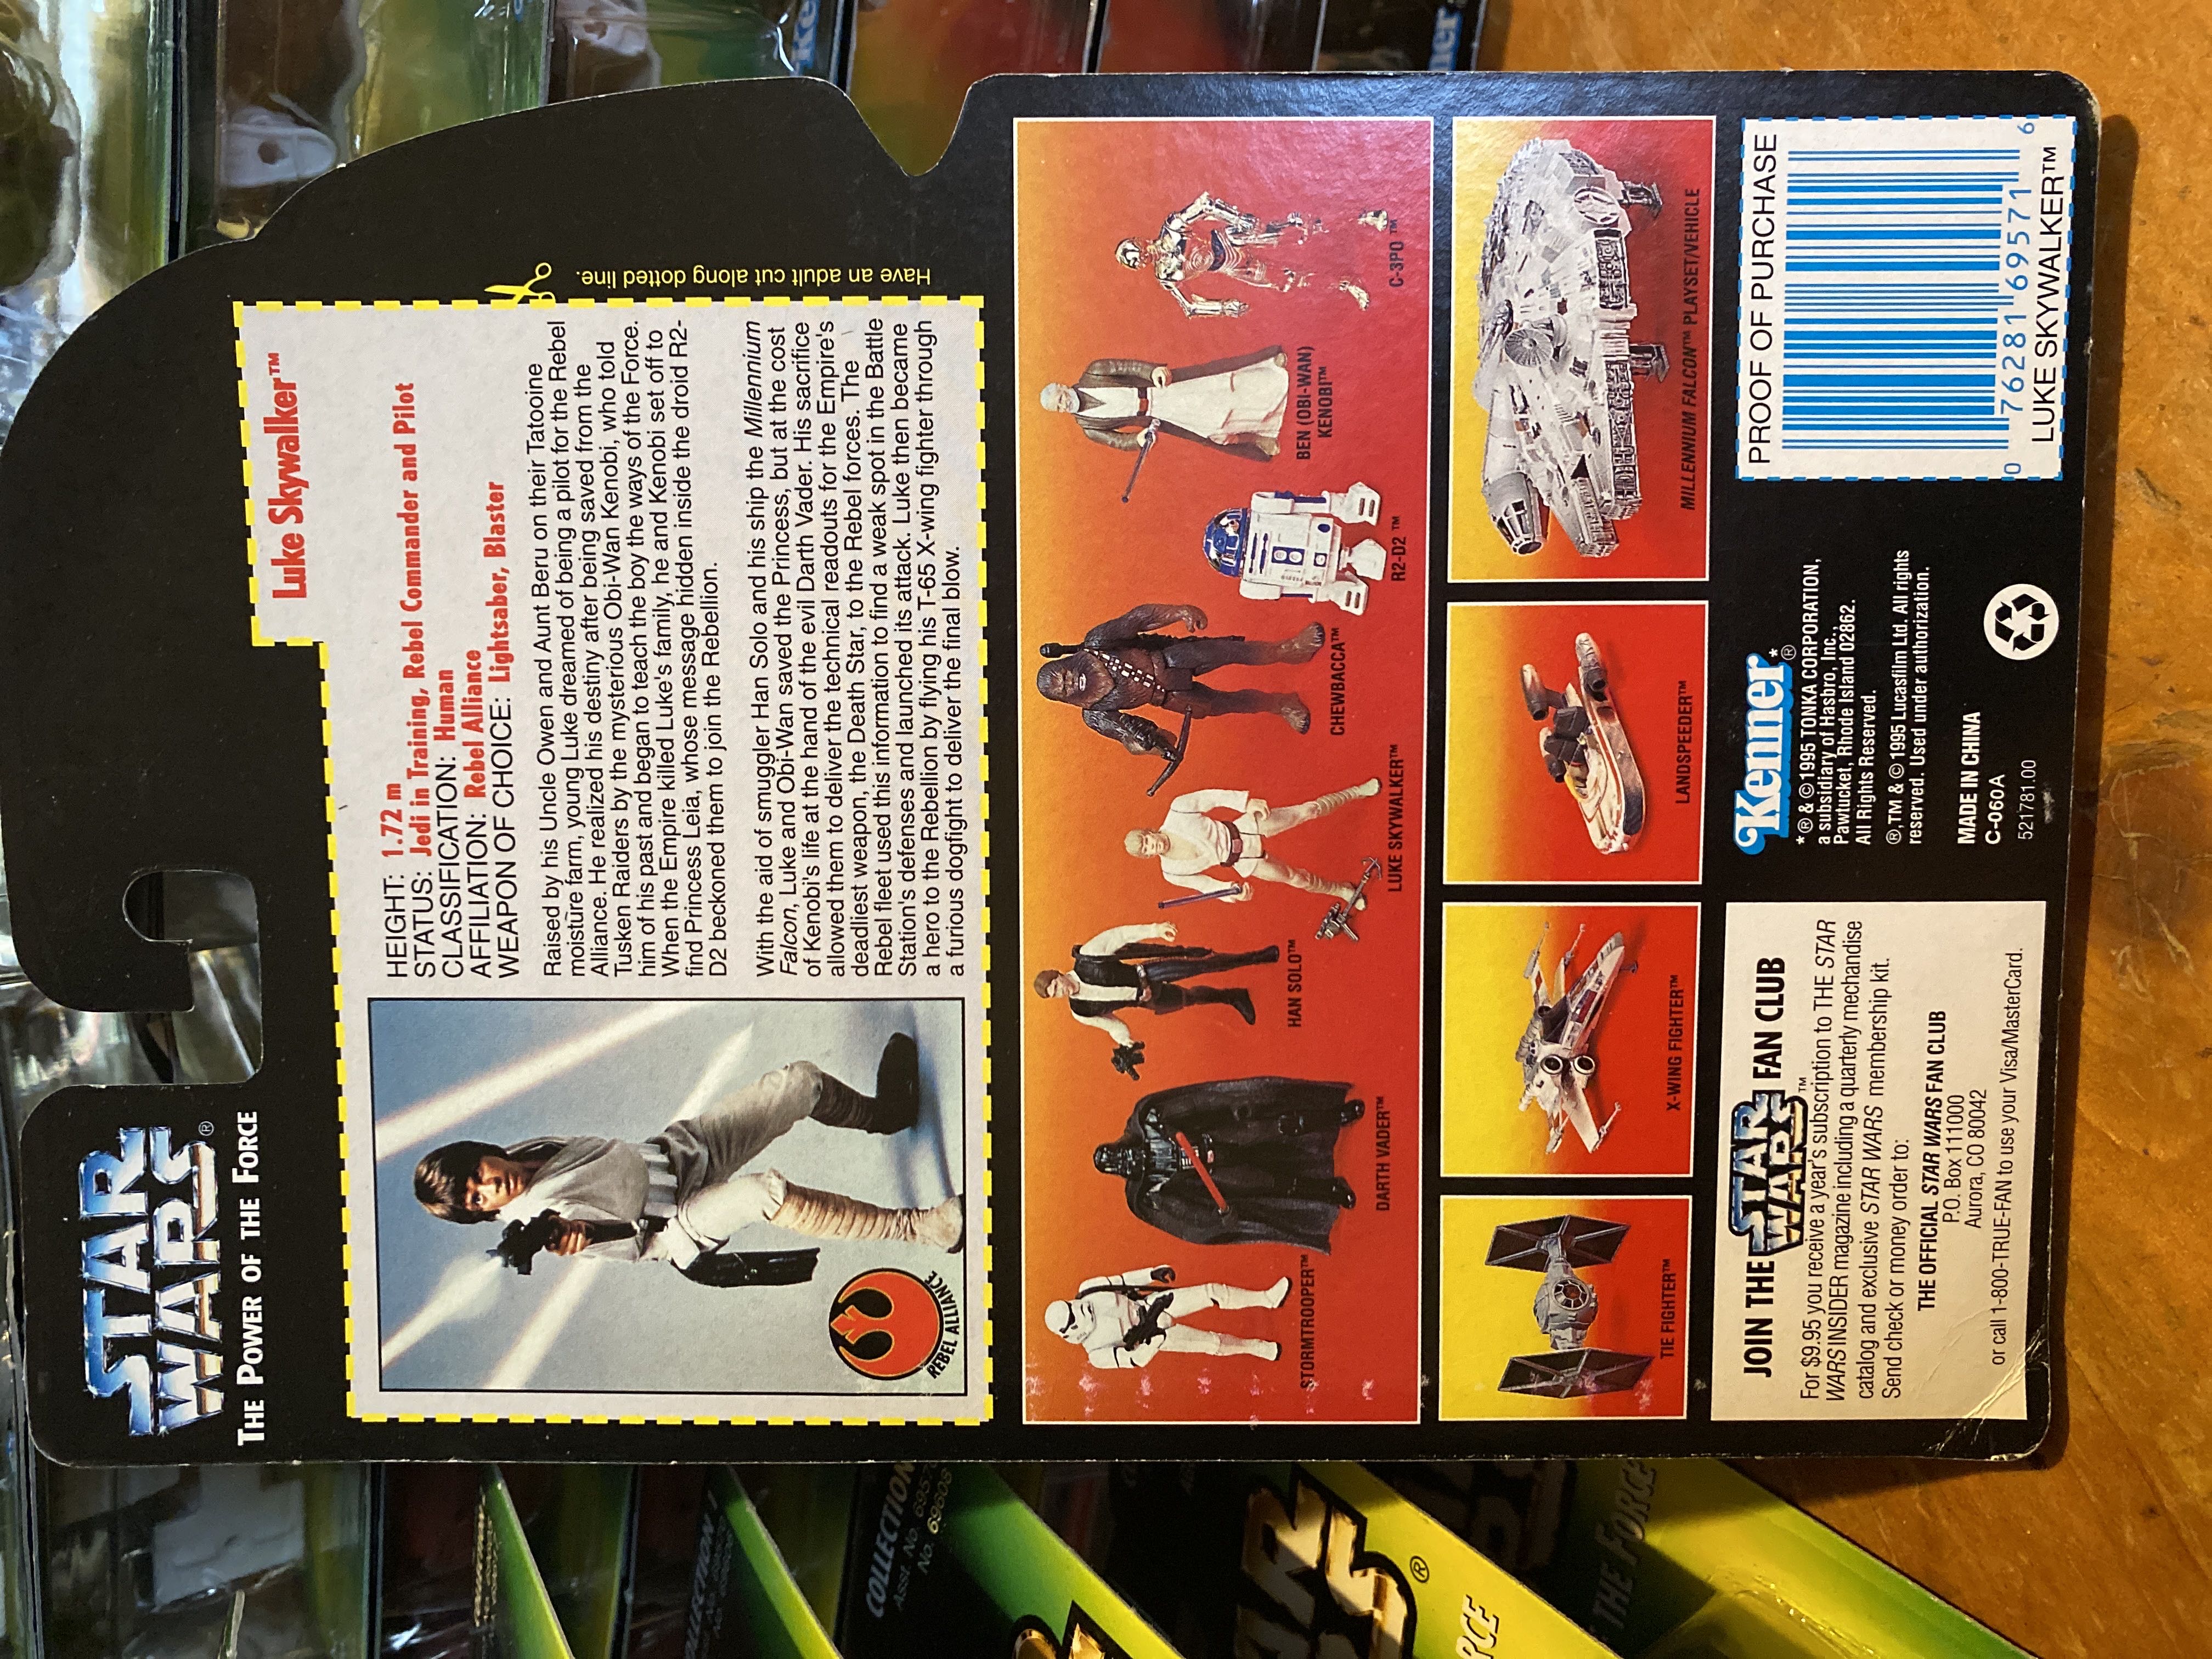 STAR
WARS®
THE POWER OF THE FORCE
Luke Skywalker™
HEIGHT: 1.72 m
STATUS: Jedi in Training, Rebel Commander and Pilot
CLASSIFICATION: Human
AFFILIATION: Rebel Alliance
WEAPON OF CHOICE: Lightsaber, Blaster
Raised by his Uncle Owen and Aunt Beru on their Tatooine
moisture farm, young Luke dreamed of being a pilot for the Rebel
Alliance. He realized his destiny after being saved from the
Tusken Raiders by the mysterious Obi-Wan Kenobi, who told
him of his past and began to teach the boy the ways of the Force.
When the Empire killed Luke's family, he and Kenobi set off to
find Princess Leia, whose message hidden inside the droid R2-
D2 beckoned them to join the Rebellion.
With the aid of smuggler Han Solo and his ship the Millennium
Falcon, Luke and Obi-Wan saved the Princess, but at the cost
of Kenobi's life at the hand of the evil Darth Vader. His sacrifice
allowed them to deliver the technical readouts for the Empire's
deadliest weapon, the Death Star, to the Rebel forces. The
Rebel fleet used this information to find a weak spot in the Battle
Station's defenses and launched its attack. Luke then became
a hero to the Rebellion by flying his T-65 X-wing fighter through
a furious dogfight to deliver the final blow.
REBEL ALLIANCE
Have an adult cut along dotted line.
STORMTROOPER™
DARTH VADER™
HAN SOLO™
LUKE SKYWALKER™
CHEWBACCA™
R2-D2 ™
BEN (OBI-WAN)
KENOBI™
C-3PO ™
TIE FIGHTER™
X-WING FIGHTER™
LANDSPEEDER™
MILLENNIUM FALCON™ PLAYSET/VEHICLE
JOIN THE STAR WARS™ FAN CLUB
For $9.95 you receive a year's subscription to THE STAR
WARS INSIDER magazine including a quarterly mechandise
catalog and exclusive STAR WARS membership kit.
Send check or money order to:
THE OFFICIAL STAR WARS FAN CLUB
P.O. Box 111000
Aurora, CO 80042
or call 1-800-TRUE-FAN to use your Visa/MasterCard.
Kenner*®
*® & © 1995 TONKA CORPORATION,
a subsidiary of Hasbro, Inc.,
Pawtucket, Rhode Island 02862.
All Rights Reserved.
®,TM & © 1995 Lucasfilm Ltd. All rights
reserved. Used under authorization.
MADE IN CHINA
C-060A
521781.00
PROOF OF PURCHASE
0 76281 69571 6
LUKE SKYWALKER™
COLLECTION
Asst. No. 6957
No. 69608
COLLECTION 1
THE FORCE
RCE
®